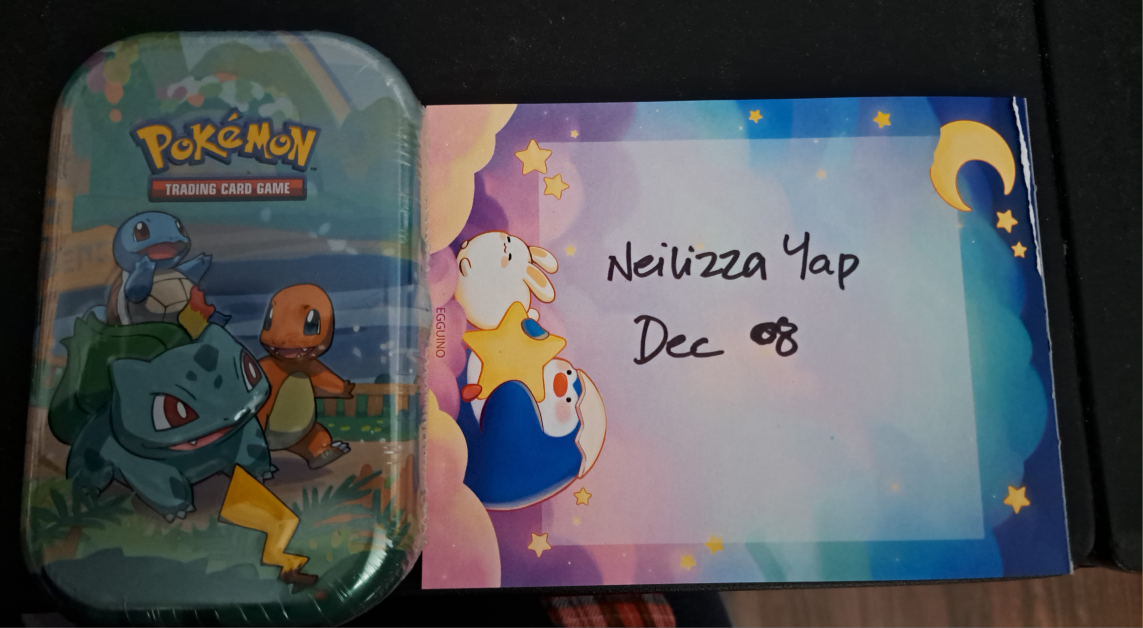 POKéMON
TRADING CARD GAME
EGGUINO
Neilizza Yap
Dec 08